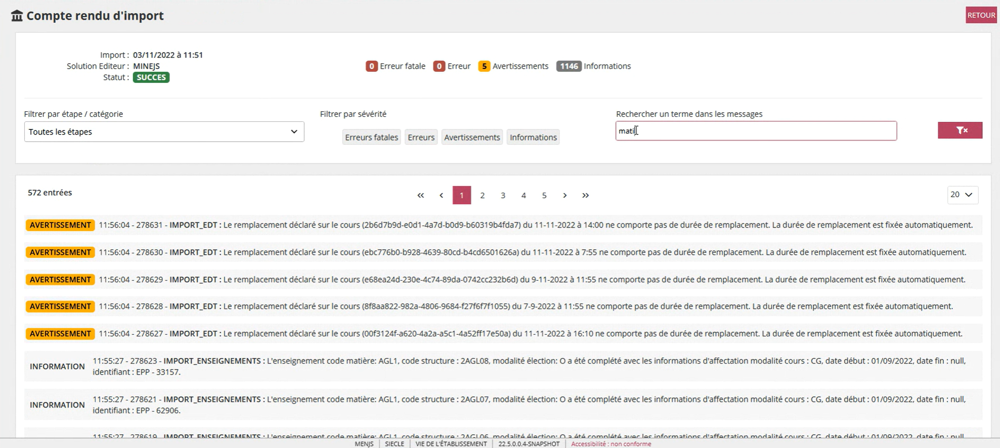 Compte rendu d'import
RETOUR
Import : 03/11/2022 à 11:51
Solution Editeur : MINEJS
Statut : SUCCES
0 Erreur fatale 0 Erreur 5 Avertissements 1146 Informations
Filtrer par étape / catégorie
Toutes les étapes
Filtrer par sévérité
Erreurs fatales Erreurs Avertissements Informations
Rechercher un terme dans les messages
mati
572 entrées
« ‹ 1 2 3 4 5 › »
20
AVERTISSEMENT 11:56:04 - 278631 - IMPORT_EDT : Le remplacement déclaré sur le cours (2b6d7b9d-e0d1-4a7d-b0d9-b60319b4fda7) du 11-11-2022 à 14:00 ne comporte pas de durée de remplacement. La durée de remplacement est fixée automatiquement.
AVERTISSEMENT 11:56:04 - 278630 - IMPORT_EDT : Le remplacement déclaré sur le cours (ebc776b0-b928-4639-80cd-b4cd6501626a) du 11-11-2022 à 7:55 ne comporte pas de durée de remplacement. La durée de remplacement est fixée automatiquement.
AVERTISSEMENT 11:56:04 - 278629 - IMPORT_EDT : Le remplacement déclaré sur le cours (e68ea24d-230e-4c74-89da-0742cc232b6d) du 9-11-2022 à 11:55 ne comporte pas de durée de remplacement. La durée de remplacement est fixée automatiquement.
AVERTISSEMENT 11:56:04 - 278628 - IMPORT_EDT : Le remplacement déclaré sur le cours (8f8aa822-982a-4806-9684-f27f6f7f1055) du 7-9-2022 à 11:55 ne comporte pas de durée de remplacement. La durée de remplacement est fixée automatiquement.
AVERTISSEMENT 11:56:04 - 278627 - IMPORT_EDT : Le remplacement déclaré sur le cours (00f3124f-a620-4a2a-a5c1-4a52ff17e50a) du 11-11-2022 à 16:10 ne comporte pas de durée de remplacement. La durée de remplacement est fixée automatiquement.
INFORMATION 11:55:27 - 278623 - IMPORT_ENSEIGNEMENTS : L'enseignement code matière: AGL1, code structure : 2AGL08, modalité élection: O a été complété avec les informations d'affectation modalité cours : CG, date début : 01/09/2022, date fin : null,
identifiant : EPP - 33157.
INFORMATION 11:55:27 - 278621 - IMPORT_ENSEIGNEMENTS : L'enseignement code matière: AGL1, code structure : 2AGL07, modalité élection: O a été complété avec les informations d'affectation modalité cours : CG, date début : 01/09/2022, date fin : null,
identifiant : EPP - 62906.
11:55:27 - 278619 - IMPORT_ENSEIGNEMENTS : L'enseignement code matière: AGL1, code structure : 2AGL06, modalité élection: O a été complété avec les informations d'affectation modalité cours : CG, date début : 01/09/2022, date fin : null,
MENJS SIECLE VIE DE L'ÉTABLISSEMENT 22.5.0.0.4-SNAPSHOT Accessibilité : non conforme